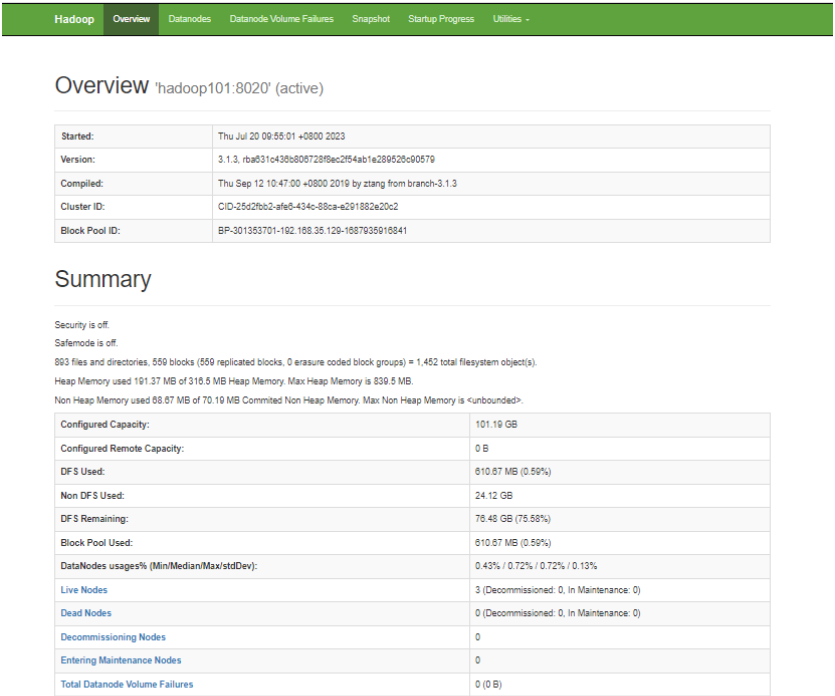 Hadoop Overview Datanodes Datanode Volume Failures Snapshot Startup Progress Utilities
Overview 'hadoop101:8020' (active)
Started: Thu Jul 20 09:55:01 +0800 2023
Version: 3.1.3, rba631c436b806728f8ec2f54ab1e289526c90579
Compiled: Thu Sep 12 10:47:00 +0800 2019 by ztang from branch-3.1.3
Cluster ID: CID-25d2fbb2-afe6-434c-88ca-e291882e20c2
Block Pool ID: BP-301353701-192.168.35.129-1687935916841
Summary
Security is off.
Safemode is off.
893 files and directories, 559 blocks (559 replicated blocks, 0 erasure coded block groups) = 1,452 total filesystem object(s).
Heap Memory used 191.37 MB of 316.5 MB Heap Memory. Max Heap Memory is 839.5 MB.
Non Heap Memory used 68.67 MB of 70.19 MB Commited Non Heap Memory. Max Non Heap Memory is <unbounded>.
Configured Capacity: 101.19 GB
Configured Remote Capacity: 0 B
DFS Used: 610.67 MB (0.59%)
Non DFS Used: 24.12 GB
DFS Remaining: 76.48 GB (75.58%)
Block Pool Used: 610.67 MB (0.59%)
DataNodes usages% (Min/Median/Max/stdDev): 0.43% / 0.72% / 0.72% / 0.13%
Live Nodes 3 (Decommissioned: 0, In Maintenance: 0)
Dead Nodes 0 (Decommissioned: 0, In Maintenance: 0)
Decommissioning Nodes 0
Entering Maintenance Nodes 0
Total Datanode Volume Failures 0 (0 B)